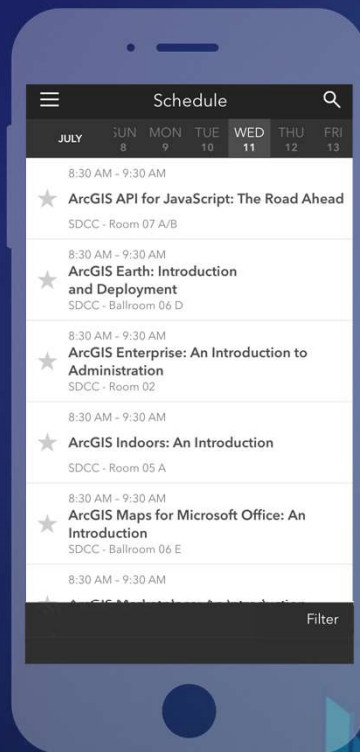 Schedule
JULY
SUN MON TUE WED THU FRI
8 9 10 11 12 13
8:30 AM – 9:30 AM
ArcGIS API for JavaScript: The Road Ahead
SDCC - Room 07 A/B
8:30 AM – 9:30 AM
ArcGIS Earth: Introduction
and Deployment
SDCC - Ballroom 06 D
8:30 AM – 9:30 AM
ArcGIS Enterprise: An Introduction to
Administration
SDCC - Room 02
8:30 AM – 9:30 AM
ArcGIS Indoors: An Introduction
SDCC - Room 05 A
8:30 AM – 9:30 AM
ArcGIS Maps for Microsoft Office: An
Introduction
SDCC - Ballroom 06 E
8:30 AM – 9:30 AM
Filter